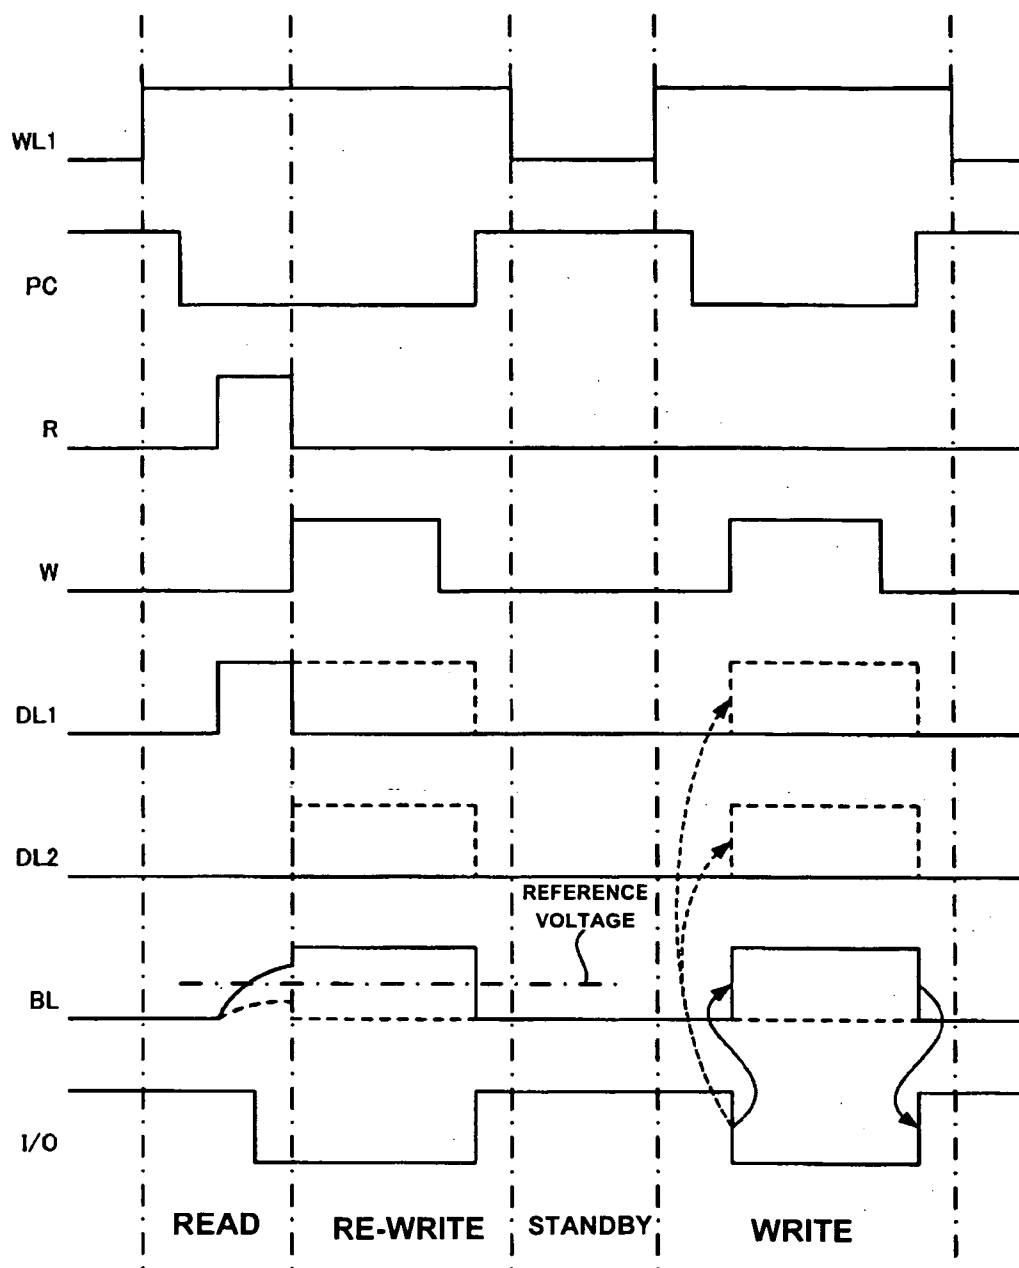 WL1
PC
R
W
DL1
DL2
REFERENCE
VOLTAGE
BL
I/O
READ
RE-WRITE
STANDBY
WRITE